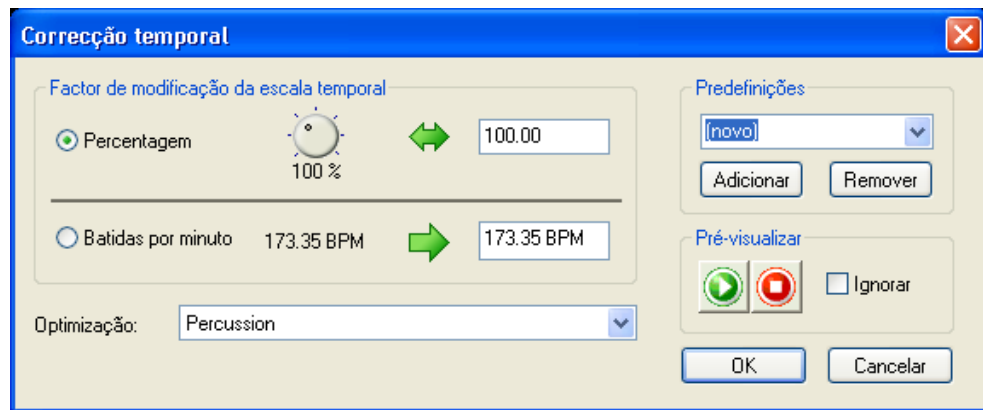 Correcção temporal
Factor de modificação da escala temporal
Percentagem
100 %
100.00
Batidas por minuto
173.35 BPM
173.35 BPM
Optimização:
Percussion
Predefinições
(novo)
Adicionar
Remover
Pré-visualizar
Ignorar
OK
Cancelar